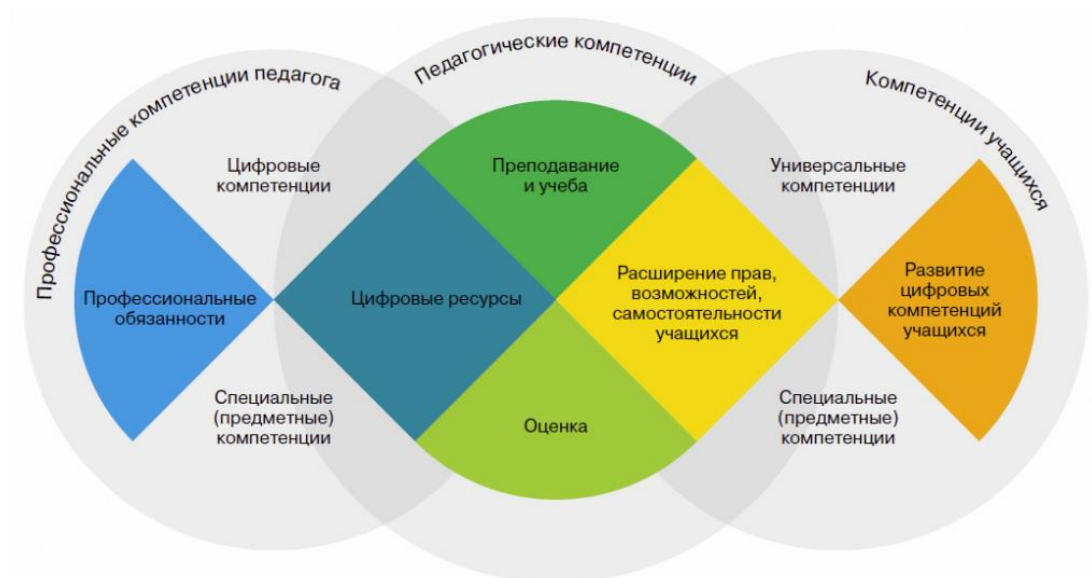 Профессиональные компетенции педагога
Педагогические компетенции
Компетенции учащихся
Цифровые
компетенции
Преподавание
и учеба
Универсальные
компетенции
Профессиональные
обязанности
Цифровые ресурсы
Расширение прав,
возможностей,
самостоятельности
учащихся
Развитие
цифровых
компетенций
учащихся
Специальные
(предметные)
компетенции
Оценка
Специальные
(предметные)
компетенции